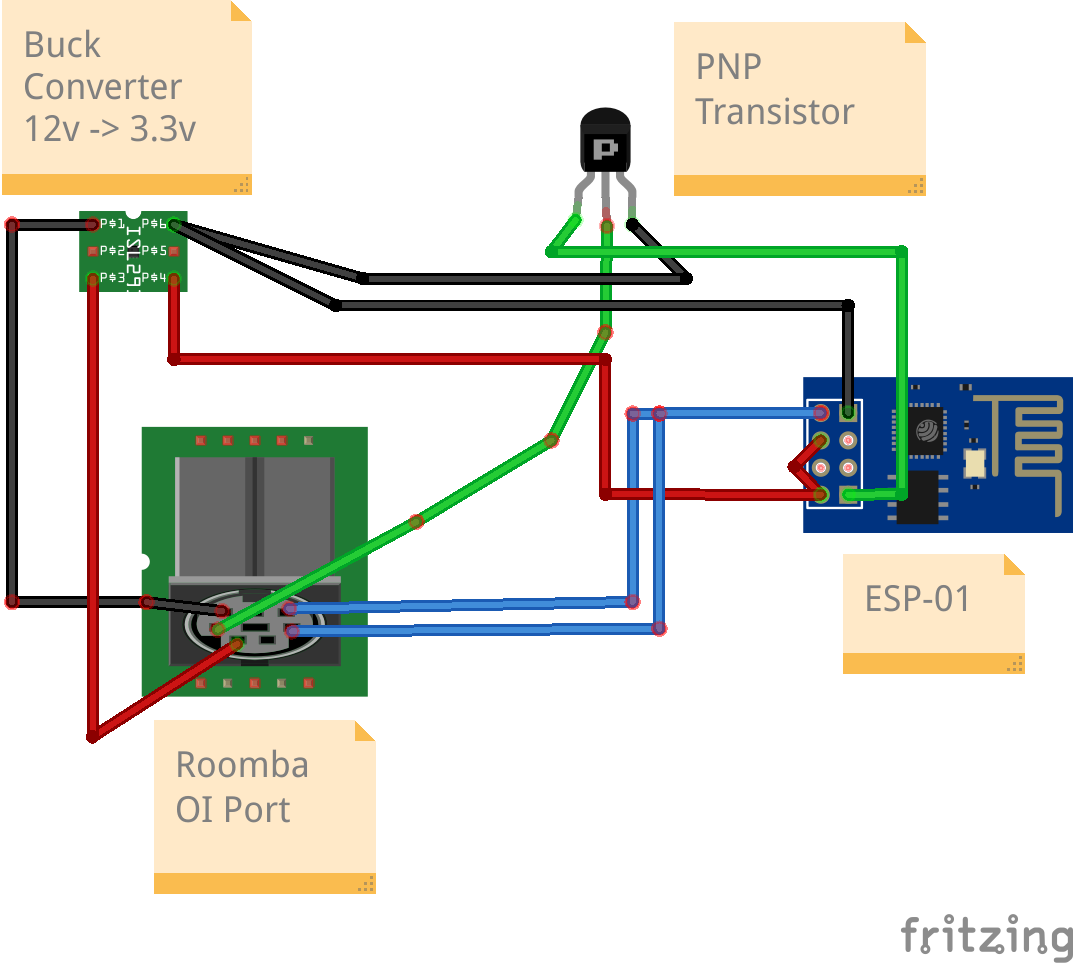 Buck
Converter
12v -> 3.3v
PNP
Transistor
P
P$1 P$6
P$2 P$5
P$3 P$4
ESP-01
Roomba
OI Port
fritzing